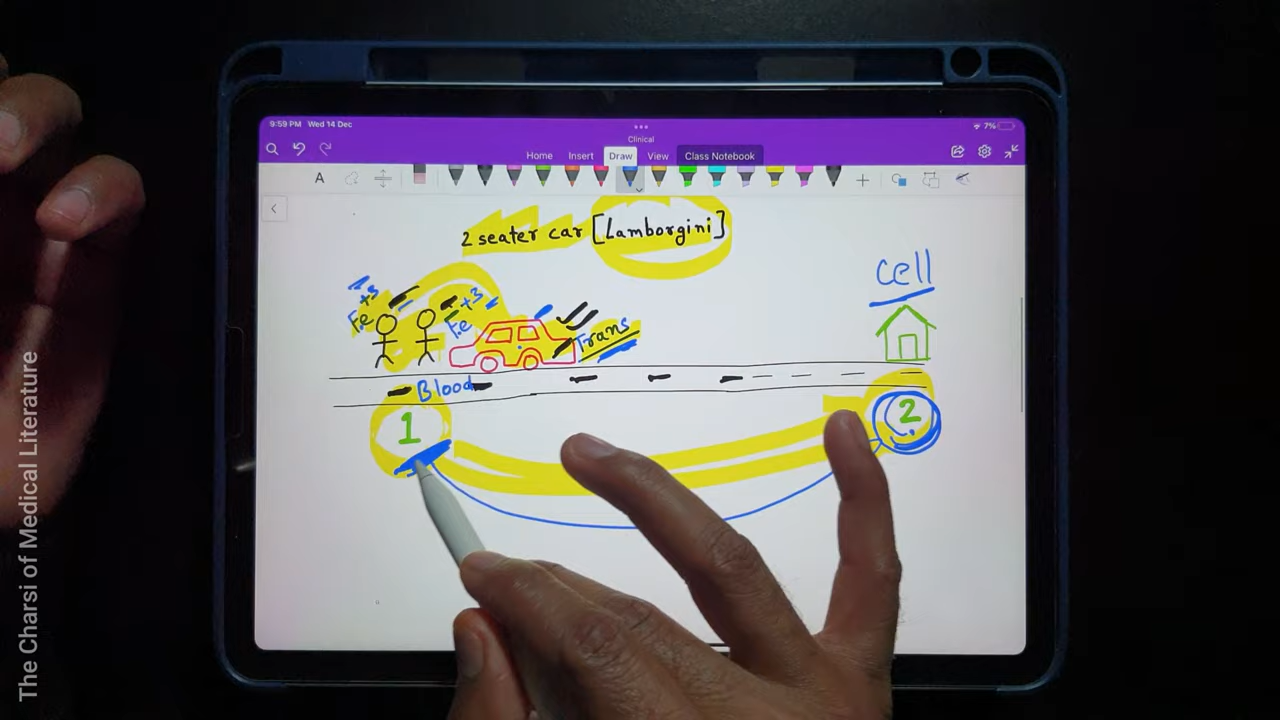 9:59 PM Wed 14 Dec
7%
Clinical
Home Insert Draw View Class Notebook
A
2 seater car [Lamborgini]
cell
Fe+3
Fe+3
Trans
Blood
1
2
The Charsi of Medical Literature